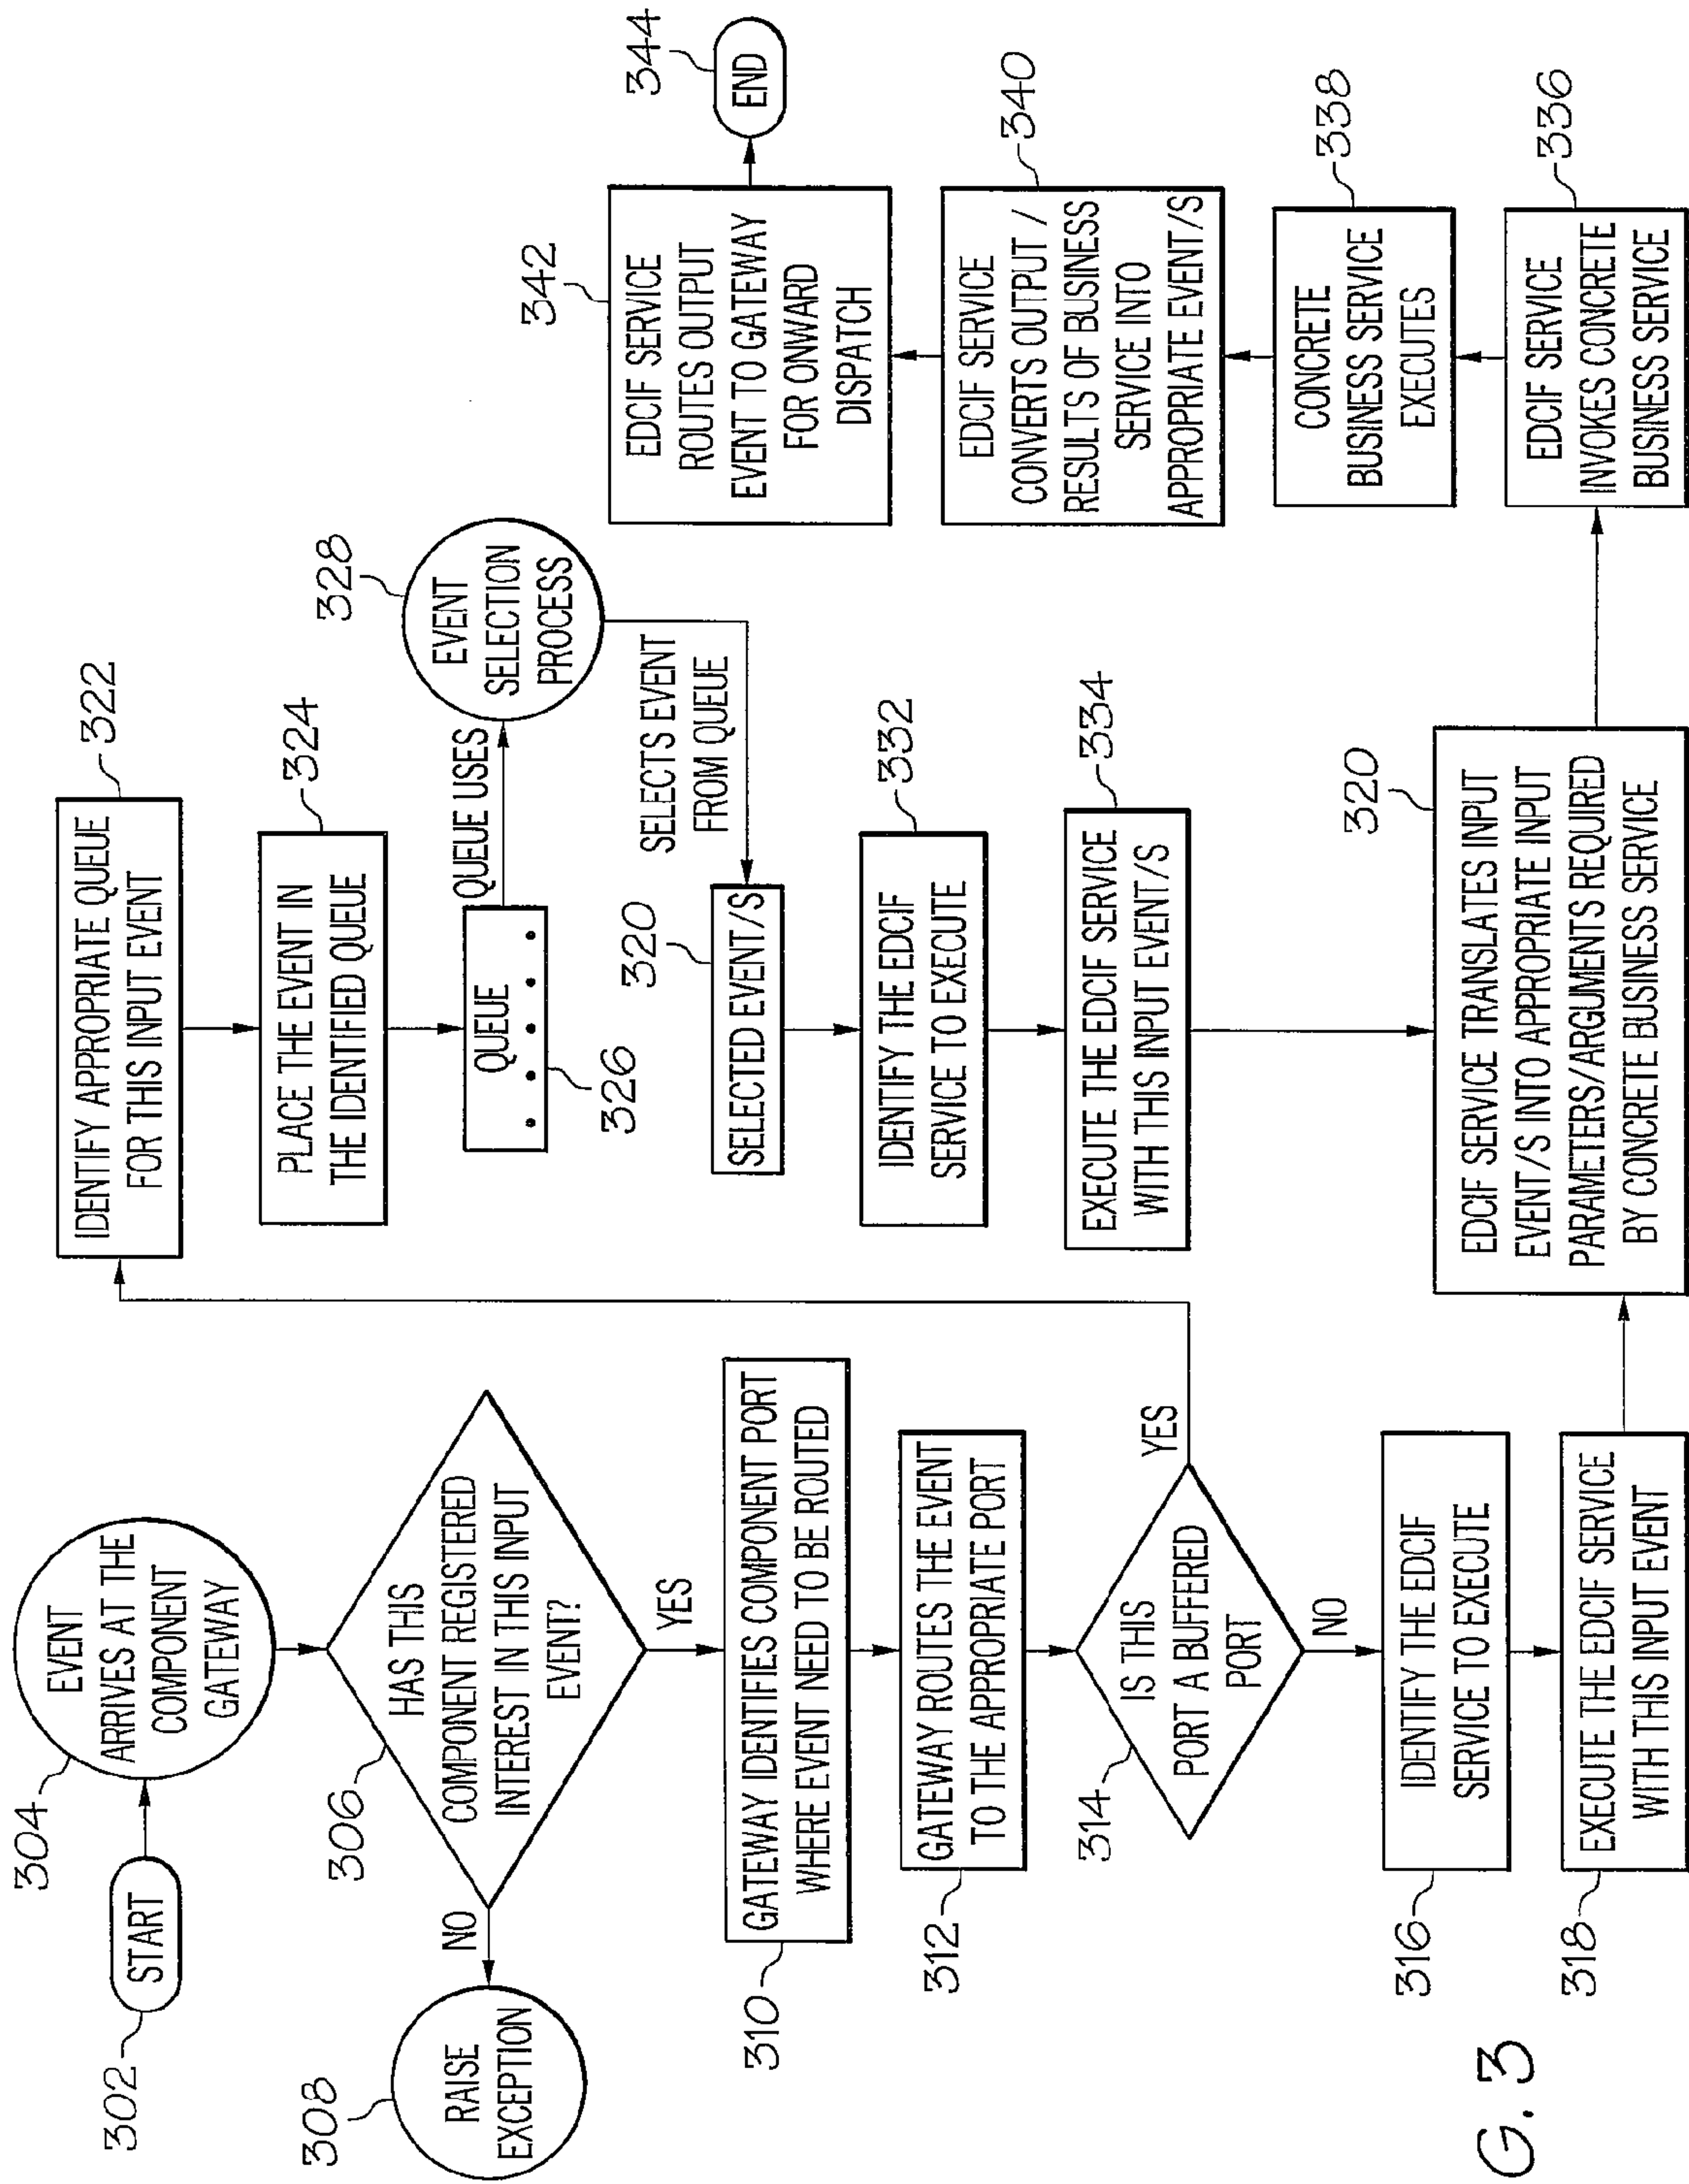 302
START
304
EVENT
ARRIVES AT THE
COMPONENT
GATEWAY
306
HAS THIS
COMPONENT REGISTERED
INTEREST IN THIS INPUT
EVENT?
NO
308
RAISE
EXCEPTION
YES
310
GATEWAY IDENTIFIES COMPONENT PORT
WHERE EVENT NEED TO BE ROUTED
312
GATEWAY ROUTES THE EVENT
TO THE APPROPRIATE PORT
314
IS THIS
PORT A BUFFERED
PORT
YES
NO
316
IDENTIFY THE EDCIF
SERVICE TO EXECUTE
318
EXECUTE THE EDCIF SERVICE
WITH THIS INPUT EVENT
322
IDENTIFY APPROPRIATE QUEUE
FOR THIS INPUT EVENT
324
PLACE THE EVENT IN
THE IDENTIFIED QUEUE
QUEUE
326
QUEUE USES
328
EVENT
SELECTION
PROCESS
SELECTS EVENT
FROM QUEUE
320
SELECTED EVENT/S
332
IDENTIFY THE EDCIF
SERVICE TO EXECUTE
334
EXECUTE THE EDCIF SERVICE
WITH THIS INPUT EVENT/S
320
EDCIF SERVICE TRANSLATES INPUT
EVENT/S INTO APPROPRIATE INPUT
PARAMETERS/ARGUMENTS REQUIRED
BY CONCRETE BUSINESS SERVICE
336
EDCIF SERVICE
INVOKES CONCRETE
BUSINESS SERVICE
338
CONCRETE
BUSINESS SERVICE
EXECUTES
340
EDCIF SERVICE
CONVERTS OUTPUT /
RESULTS OF BUSINESS
SERVICE INTO
APPROPRIATE EVENT/S
342
EDCIF SERVICE
ROUTES OUTPUT
EVENT TO GATEWAY
FOR ONWARD
DISPATCH
344
END
G. 3